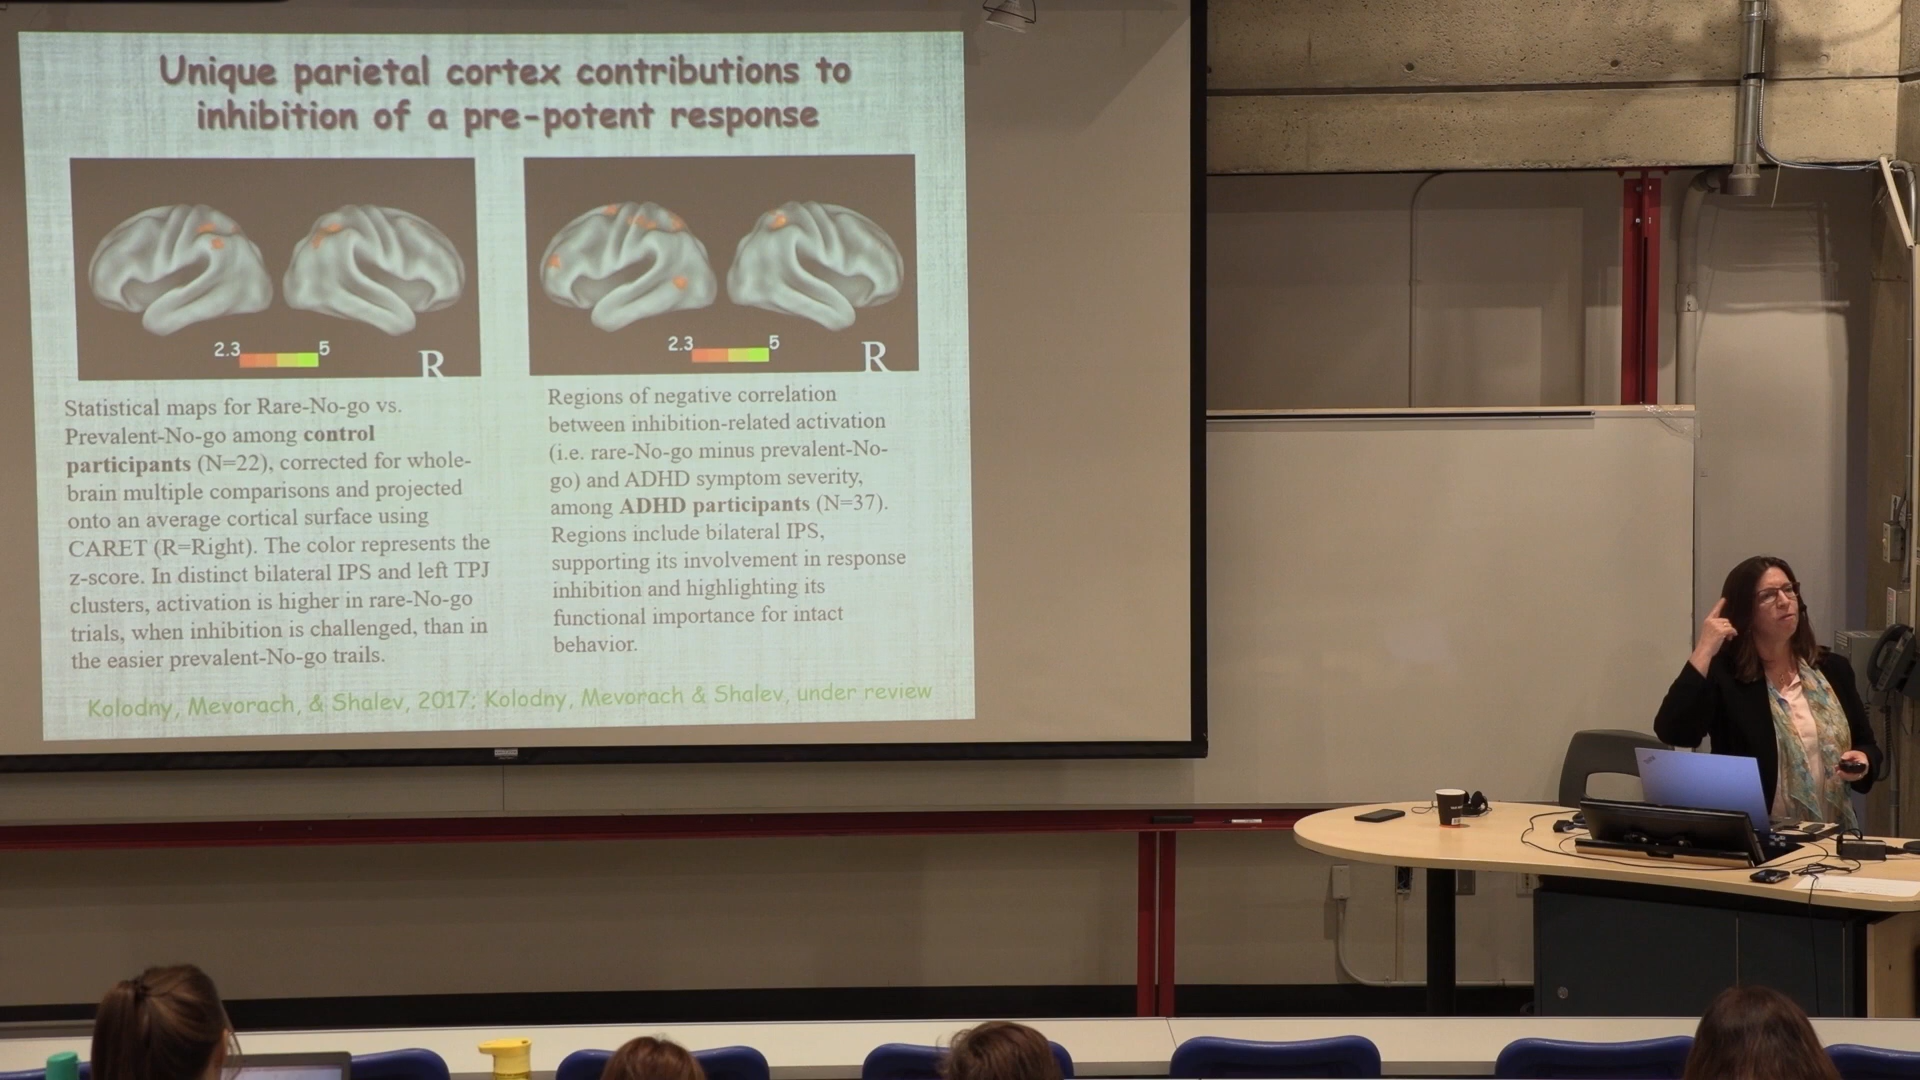 Unique parietal cortex contributions to
inhibition of a pre-potent response
2.3 5
R
2.3 5
R
Statistical maps for Rare-No-go vs.
Prevalent-No-go among control
participants (N=22), corrected for whole-
brain multiple comparisons and projected
onto an average cortical surface using
CARET (R=Right). The color represents the
z-score. In distinct bilateral IPS and left TPJ
clusters, activation is higher in rare-No-go
trials, when inhibition is challenged, than in
the easier prevalent-No-go trails.
Regions of negative correlation
between inhibition-related activation
(i.e. rare-No-go minus prevalent-No-
go) and ADHD symptom severity,
among ADHD participants (N=37).
Regions include bilateral IPS,
supporting its involvement in response
inhibition and highlighting its
functional importance for intact
behavior.
Kolodny, Mevorach, & Shalev, 2017; Kolodny, Mevorach & Shalev, under review